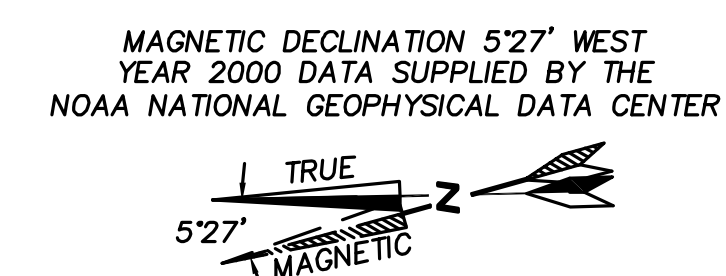 MAGNETIC DECLINATION 5°27' WEST
YEAR 2000 DATA SUPPLIED BY THE
NOAA NATIONAL GEOPHYSICAL DATA CENTER
TRUE
N
5°27'
MAGNETIC